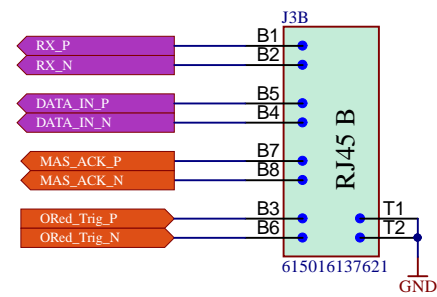 J3B
RX_P B1
RX_N B2
DATA_IN_P B5
DATA_IN_N B4
MAS_ACK_P B7
MAS_ACK_N B8
ORed_Trig_P B3 T1
ORed_Trig_N B6 T2
RJ45 B
615016137621
GND